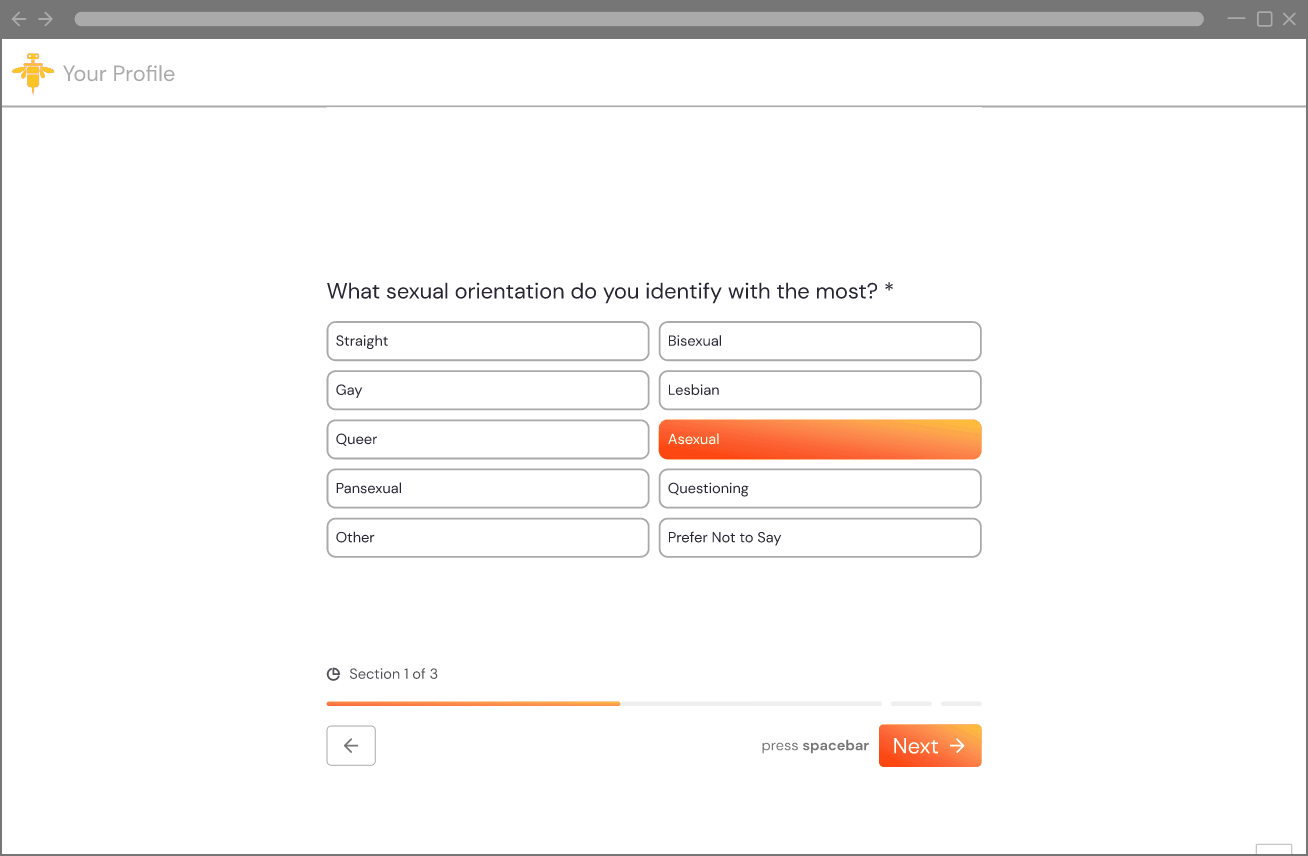 Your Profile
What sexual orientation do you identify with the most? *
Straight
Bisexual
Gay
Lesbian
Queer
Asexual
Pansexual
Questioning
Other
Prefer Not to Say
Section 1 of 3
press spacebar
Next